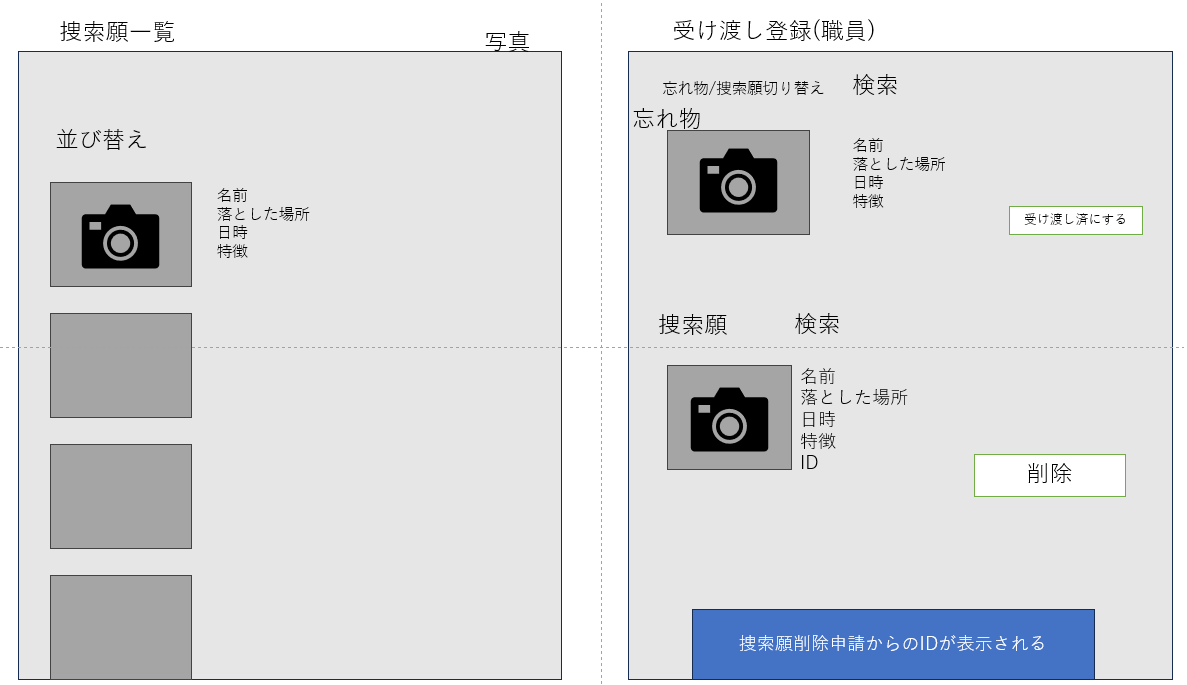 捜索願一覧
写真
並び替え
名前
落とした場所
日時
特徴
受け渡し登録(職員)
忘れ物/捜索願切り替え
検索
忘れ物
名前
落とした場所
日時
特徴
受け渡し済にする
捜索願
検索
名前
落とした場所
日時
特徴
ID
削除
捜索願削除申請からのIDが表示される